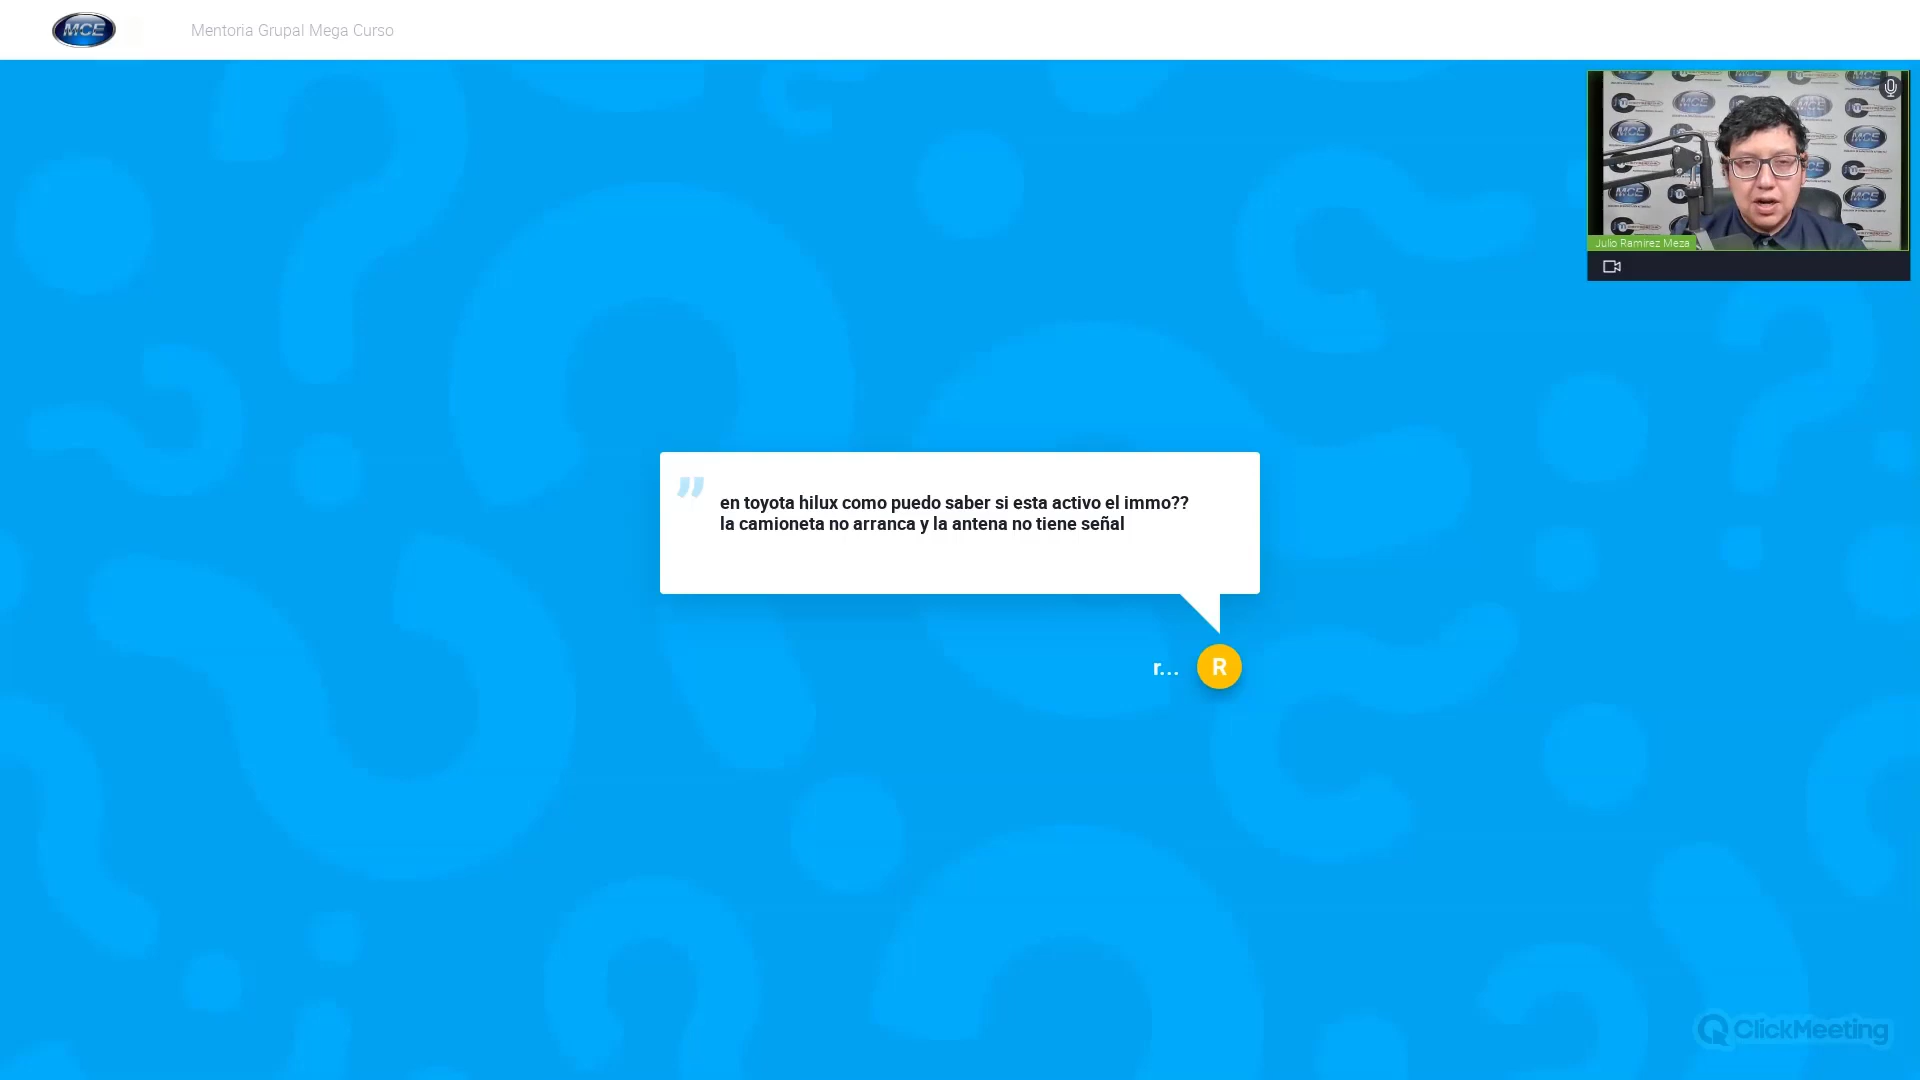 MCE
Mentoria Grupal Mega Curso
Julio Ramirez Meza
en toyota hilux como puedo saber si esta activo el immo??
la camioneta no arranca y la antena no tiene señal
r...
R
ClickMeeting